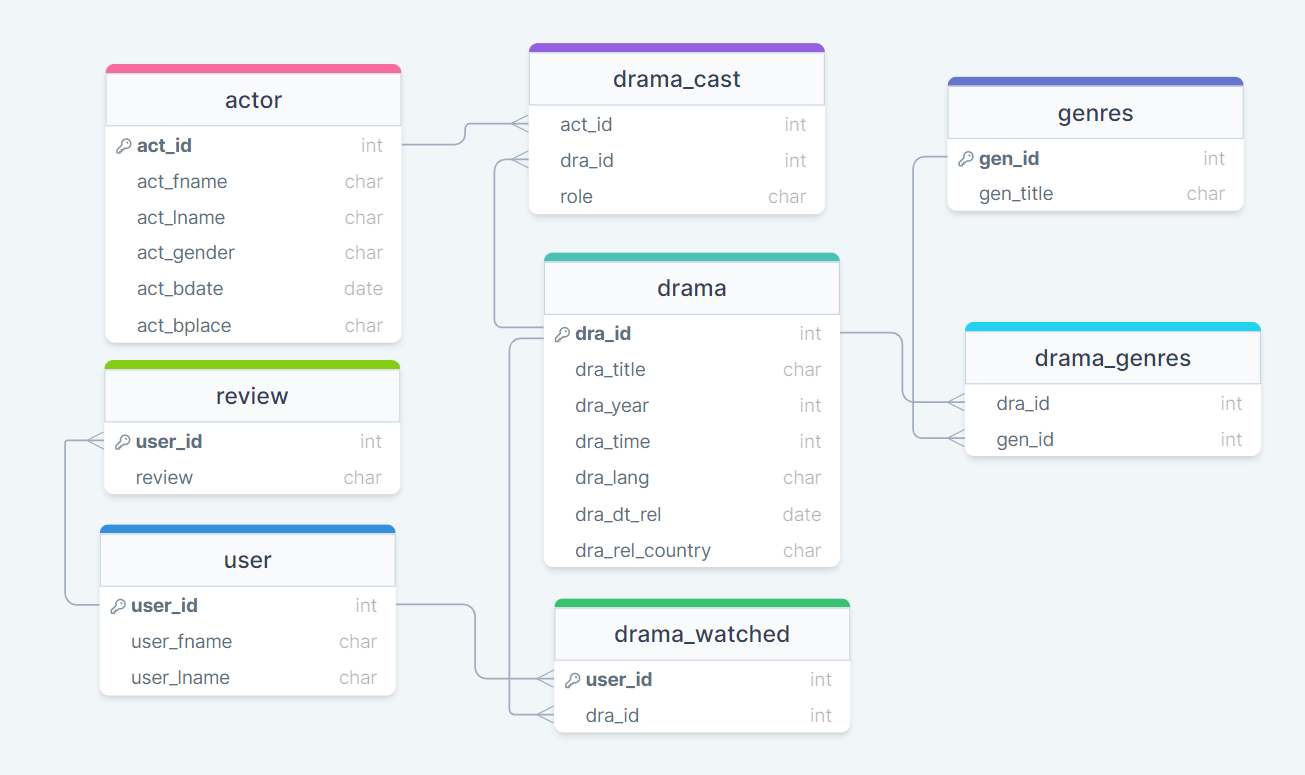 actor
act_id int
act_fname char
act_lname char
act_gender char
act_bdate date
act_bplace char
review
user_id int
review char
user
user_id int
user_fname char
user_lname char
drama_cast
act_id int
dra_id int
role char
drama
dra_id int
dra_title char
dra_year int
dra_time int
dra_lang char
dra_dt_rel date
dra_rel_country char
drama_watched
user_id int
dra_id int
genres
gen_id int
gen_title char
drama_genres
dra_id int
gen_id int